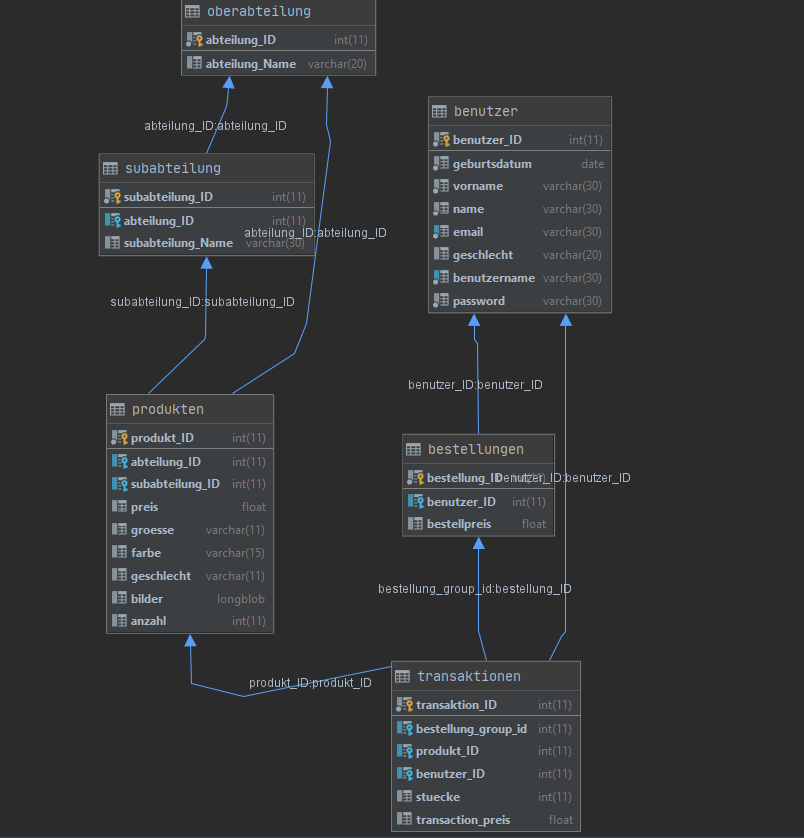 oberabteilung
abteilung_ID int(11)
abteilung_Name varchar(20)
abteilung_ID:abteilung_ID
subabteilung
subabteilung_ID int(11)
abteilung_ID int(11)
subabteilung_Name varchar(30)
abteilung_ID:abteilung_ID
subabteilung_ID:subabteilung_ID
produkten
produkt_ID int(11)
abteilung_ID int(11)
subabteilung_ID int(11)
preis float
groesse varchar(11)
farbe varchar(15)
geschlecht varchar(11)
bilder longblob
anzahl int(11)
produkt_ID:produkt_ID
benutzer
benutzer_ID int(11)
geburtsdatum date
vorname varchar(30)
name varchar(30)
email varchar(30)
geschlecht varchar(20)
benutzername varchar(30)
password varchar(30)
benutzer_ID:benutzer_ID
bestellungen
bestellung_ID int(11)
benutzer_ID:benutzer_ID
benutzer_ID int(11)
bestellpreis float
bestellung_group_id:bestellung_ID
transaktionen
transaktion_ID int(11)
bestellung_group_id int(11)
produkt_ID int(11)
benutzer_ID int(11)
stuecke int(11)
transaction_preis float